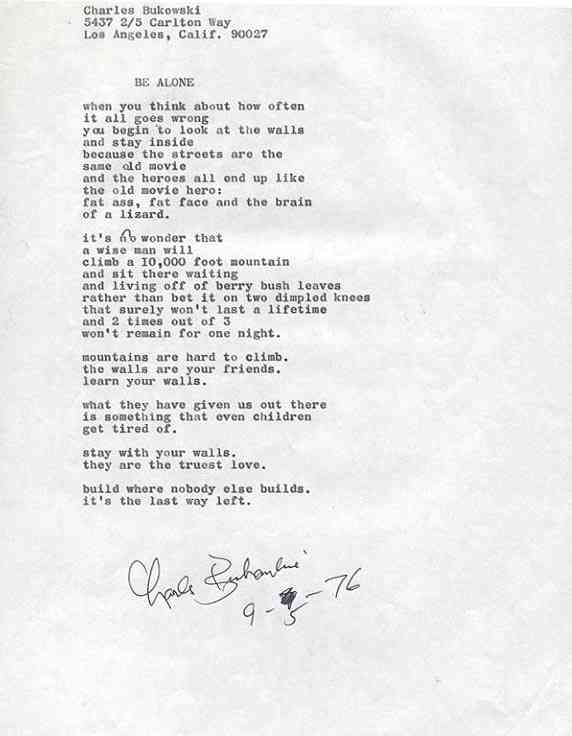 Charles Bukowski
5437 2/5 Carlton Way
Los Angeles, Calif. 90027
BE ALONE
when you think about how often
it all goes wrong
you begin to look at the walls
and stay inside
because the streets are the
same old movie
and the heroes all end up like
the old movie hero:
fat ass, fat face and the brain
of a lizard.
it's no wonder that
a wise man will
climb a 10,000 foot mountain
and sit there waiting
and living off of berry bush leaves
rather than bet it on two dimpled knees
that surely won't last a lifetime
and 2 times out of 3
won't remain for one night.
mountains are hard to climb.
the walls are your friends.
learn your walls.
what they have given us out there
is something that even children
get tired of.
stay with your walls.
they are the truest love.
build where nobody else builds.
it's the last way left.
Charles Bukowski
9-5-76